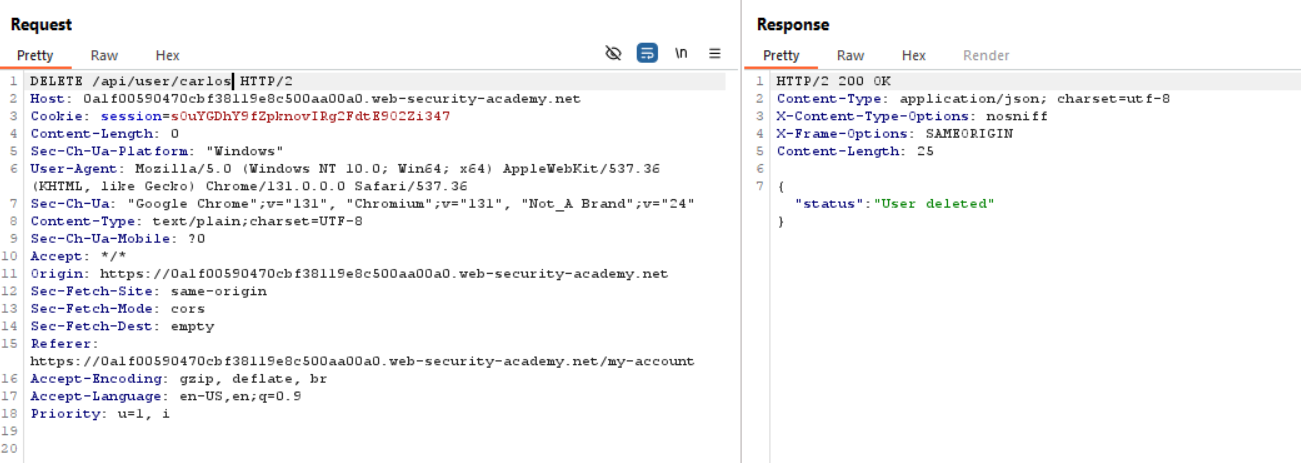 Request
Pretty Raw Hex \n
1 DELETE /api/user/carlos HTTP/2
2 Host: 0a1f00590470cbf38119e8c500aa00a0.web-security-academy.net
3 Cookie: session=s0uYGDhY9fZpknovIRg2FdtE902Zi347
4 Content-Length: 0
5 Sec-Ch-Ua-Platform: "Windows"
6 User-Agent: Mozilla/5.0 (Windows NT 10.0; Win64; x64) AppleWebKit/537.36
(KHTML, like Gecko) Chrome/131.0.0.0 Safari/537.36
7 Sec-Ch-Ua: "Google Chrome";v="131", "Chromium";v="131", "Not_A Brand";v="24"
8 Content-Type: text/plain;charset=UTF-8
9 Sec-Ch-Ua-Mobile: ?0
10 Accept: */*
11 Origin: https://0a1f00590470cbf38119e8c500aa00a0.web-security-academy.net
12 Sec-Fetch-Site: same-origin
13 Sec-Fetch-Mode: cors
14 Sec-Fetch-Dest: empty
15 Referer:
https://0a1f00590470cbf38119e8c500aa00a0.web-security-academy.net/my-account
16 Accept-Encoding: gzip, deflate, br
17 Accept-Language: en-US,en;q=0.9
18 Priority: u=1, i
19
20
Response
Pretty Raw Hex Render
1 HTTP/2 200 OK
2 Content-Type: application/json; charset=utf-8
3 X-Content-Type-Options: nosniff
4 X-Frame-Options: SAMEORIGIN
5 Content-Length: 25
6
7 {
"status":"User deleted"
}